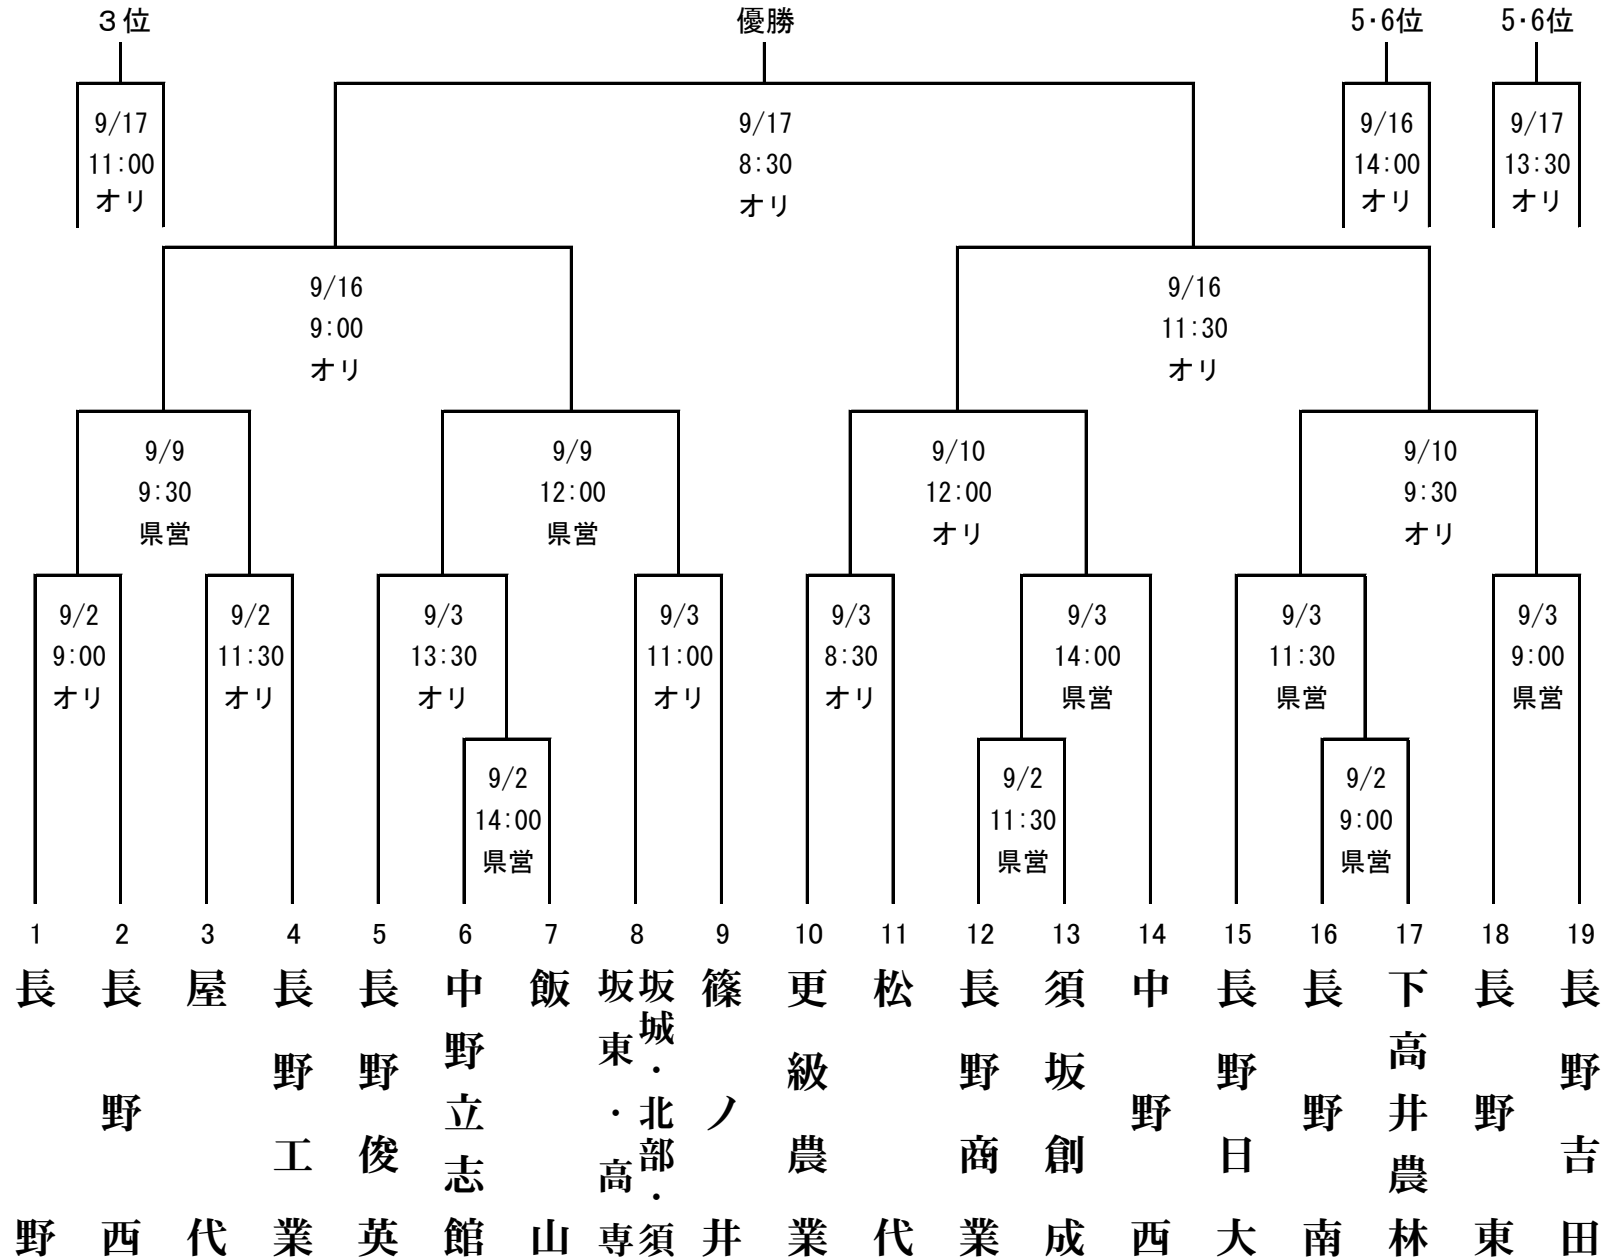 ３位
優勝
5･6位
5･6位
9/17
11:00
オリ
9/17
8:30
オリ
9/16
14:00
オリ
9/17
13:30
オリ
9/16
9:00
オリ
9/16
11:30
オリ
9/9
9:30
県営
9/9
12:00
県営
9/10
12:00
オリ
9/10
9:30
オリ
9/2
9:00
オリ
9/2
11:30
オリ
9/3
13:30
オリ
9/3
11:00
オリ
9/3
8:30
オリ
9/3
14:00
県営
9/3
11:30
県営
9/3
9:00
県営
9/2
14:00
県営
9/2
11:30
県営
9/2
9:00
県営
1
長野
2
長野西
3
屋代
4
長野工業
5
長野俊英
6
中野立志館
7
飯山
8
坂城・北部・須
坂東・高専
9
篠ノ井
10
更級農業
11
松代
12
長野商業
13
須坂創成
14
中野西
15
長野日大
16
長野南
17
下高井農林
18
長野東
19
長野吉田